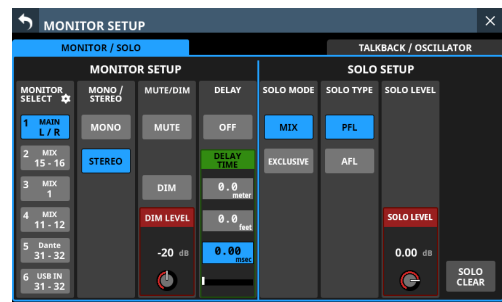 MONITOR SETUP
MONITOR / SOLO
TALKBACK / OSCILLATOR
MONITOR SETUP
SOLO SETUP
MONITOR
SELECT
MONO /
STEREO
MUTE/DIM
DELAY
SOLO MODE
SOLO TYPE
SOLO LEVEL
1 MAIN
L / R
MONO
MUTE
OFF
MIX
PFL
2 MIX
15 - 16
STEREO
DELAY
TIME
EXCLUSIVE
AFL
3 MIX
1
DIM
0.0
meter
4 MIX
11 - 12
DIM LEVEL
0.0
feet
SOLO LEVEL
5 Dante
31 - 32
-20 dB
0.00
msec
0.00 dB
6 USB IN
31 - 32
SOLO
CLEAR